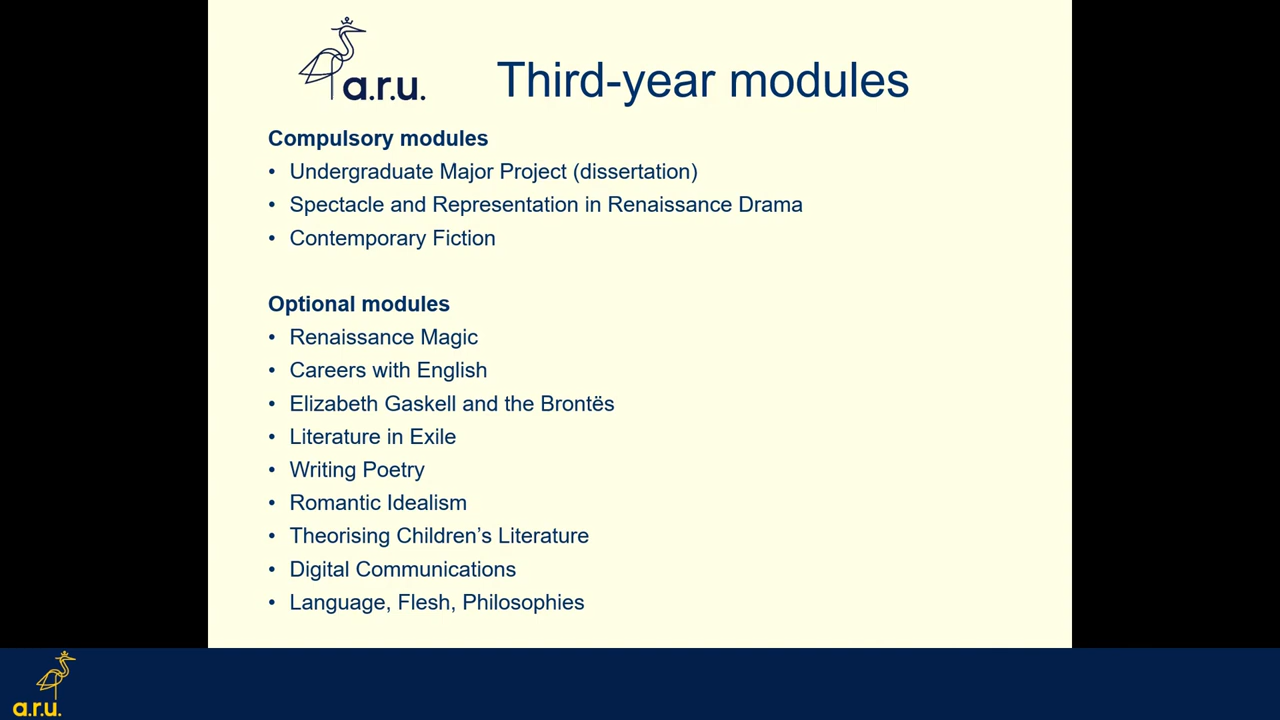 a.r.u.
Third-year modules
Compulsory modules
• Undergraduate Major Project (dissertation)
• Spectacle and Representation in Renaissance Drama
• Contemporary Fiction
Optional modules
• Renaissance Magic
• Careers with English
• Elizabeth Gaskell and the Brontës
• Literature in Exile
• Writing Poetry
• Romantic Idealism
• Theorising Children’s Literature
• Digital Communications
• Language, Flesh, Philosophies
a.r.u.